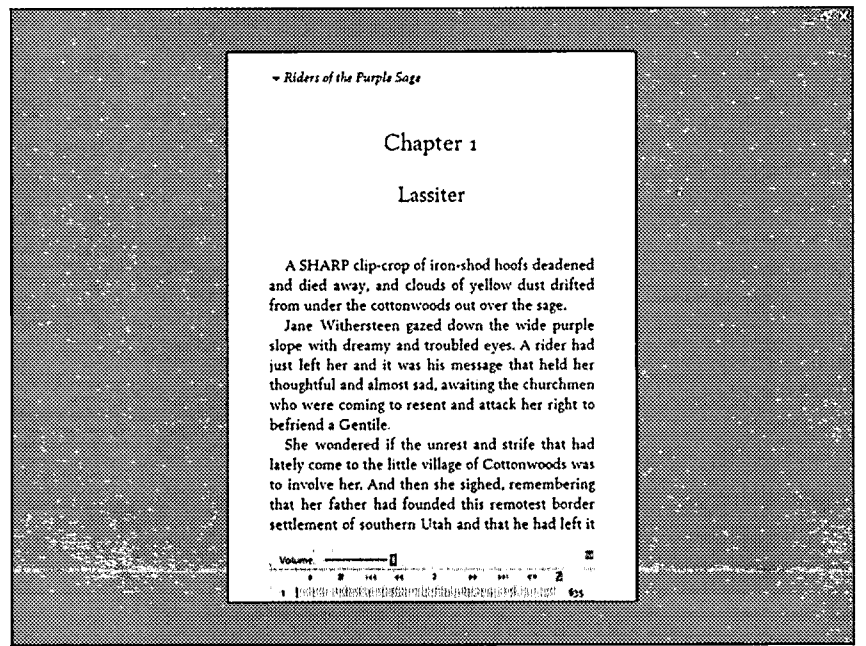 Riders of the Purple Sage
Chapter 1
Lassiter
A SHARP clip-crop of iron-shod hoofs deadened
and died away, and clouds of yellow dust drifted
from under the cottonwoods out over the sage.
Jane Withersteen gazed down the wide purple
slope with dreamy and troubled eyes. A rider had
just left her and it was his message that held her
thoughtful and almost sad, awaiting the churchmen
who were coming to resent and attack her right to
befriend a Gentile.
She wondered if the unrest and strife that had
lately come to the little village of Cottonwoods was
to involve her. And then she sighed, remembering
that her father had founded this remotest border
settlement of southern Utah and that he had left it
Volume
1 635